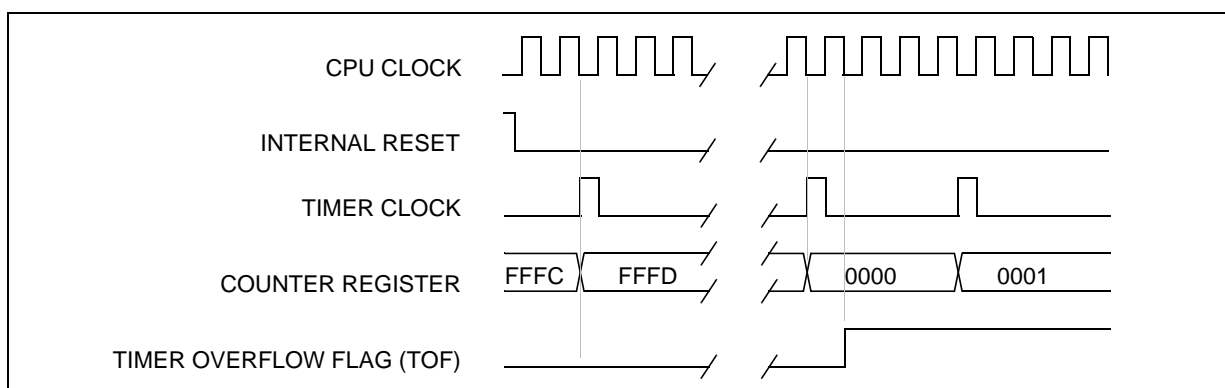 CPU CLOCK
INTERNAL RESET
TIMER CLOCK
COUNTER REGISTER FFFC FFFD 0000 0001
TIMER OVERFLOW FLAG (TOF)